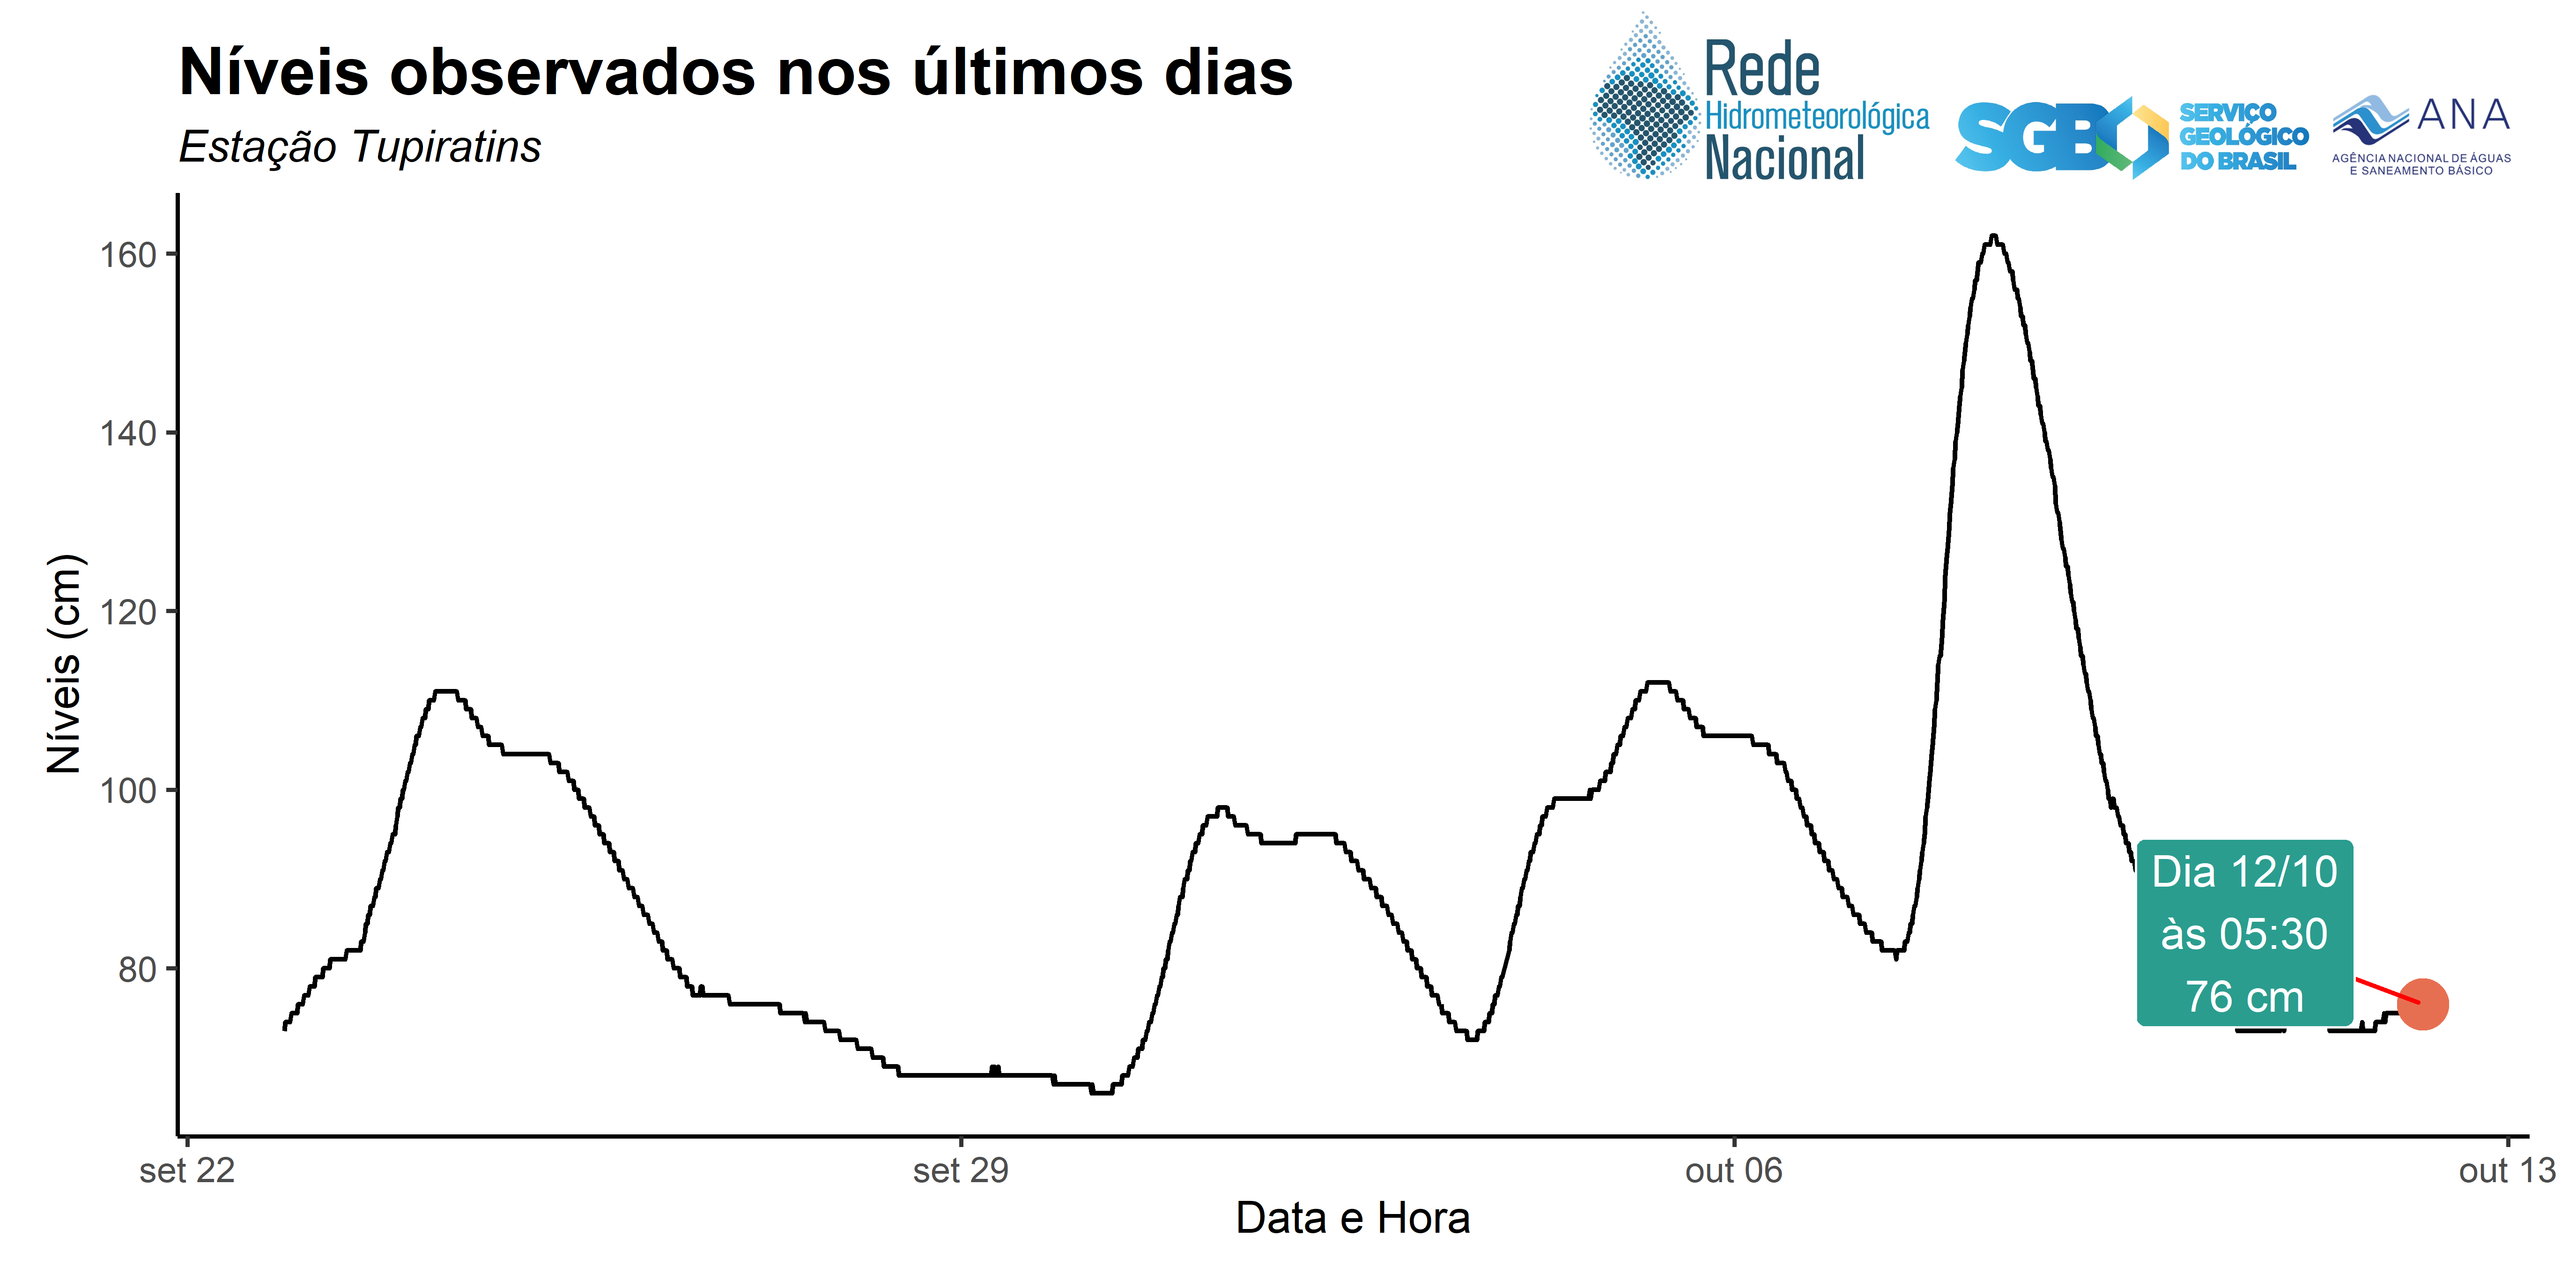 Níveis observados nos últimos dias
Estação Tupiratins
Rede
Hidrometeorológica
Nacional
SGB
SERVIÇO
GEOLÓGICO
DO BRASIL
ANA
AGÊNCIA NACIONAL DE ÁGUAS
E SANEAMENTO BÁSICO
Níveis (cm)
160
140
120
100
80
Dia 12/10
às 05:30
76 cm
set 22
set 29
out 06
out 13
Data e Hora